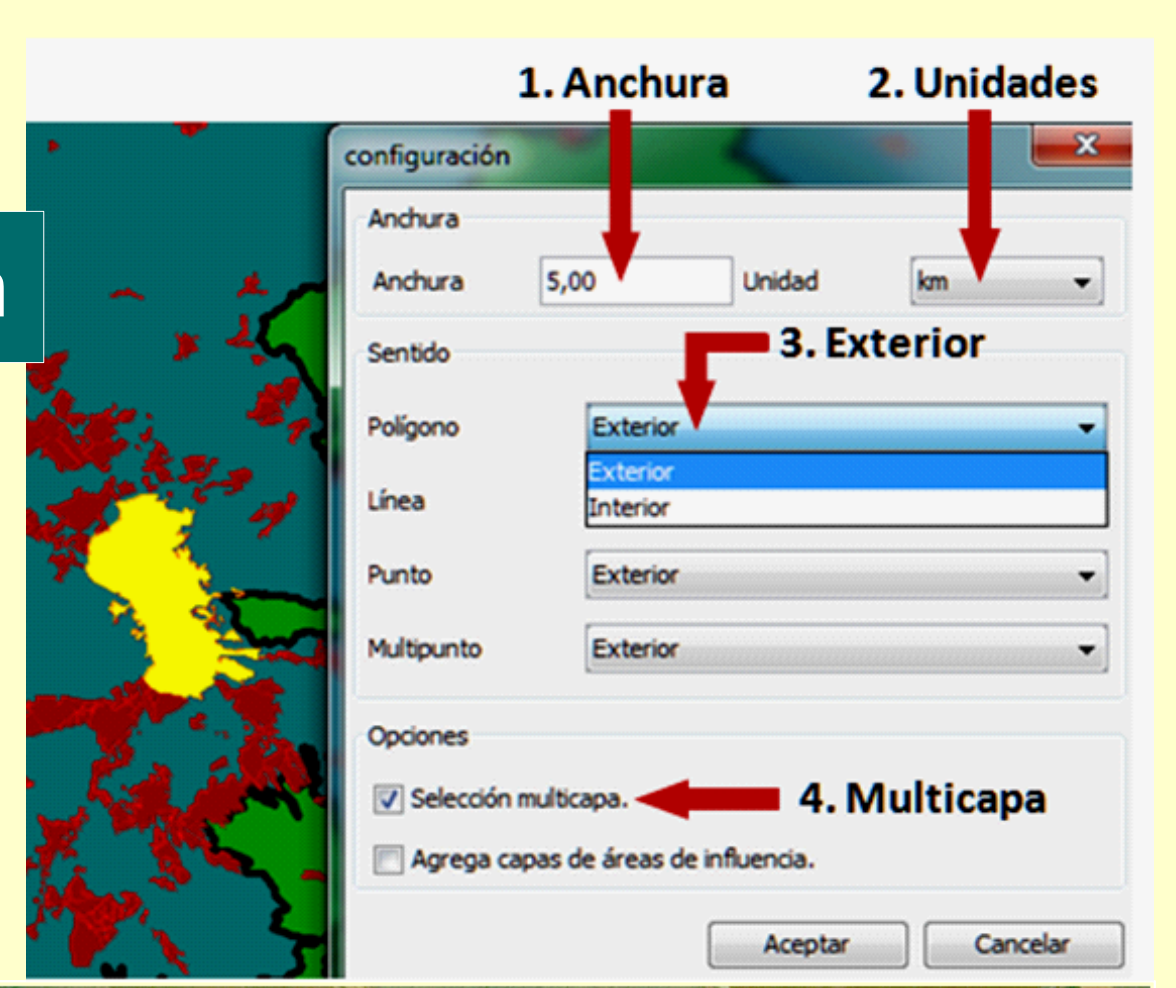 1. Anchura 2. Unidades
configuración
Anchura
Anchura 5,00 Unidad km
3. Exterior
Sentido
Polígono Exterior
Exterior
Línea
Interior
Punto Exterior
Multipunto Exterior
Opciones
Selección multicapa. 4. Multicapa
Agrega capas de áreas de influencia.
Aceptar Cancelar